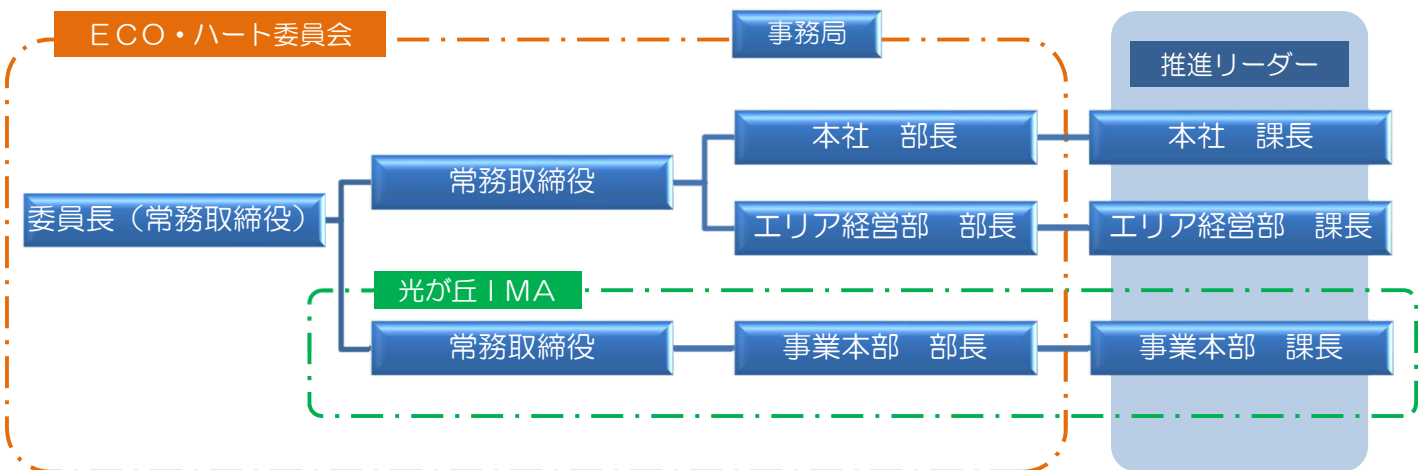 ECO・ハート委員会
事務局
推進リーダー
本社　部長
本社　課長
常務取締役
委員長（常務取締役）
エリア経営部　部長
エリア経営部　課長
光が丘IMA
常務取締役
事業本部　部長
事業本部　課長